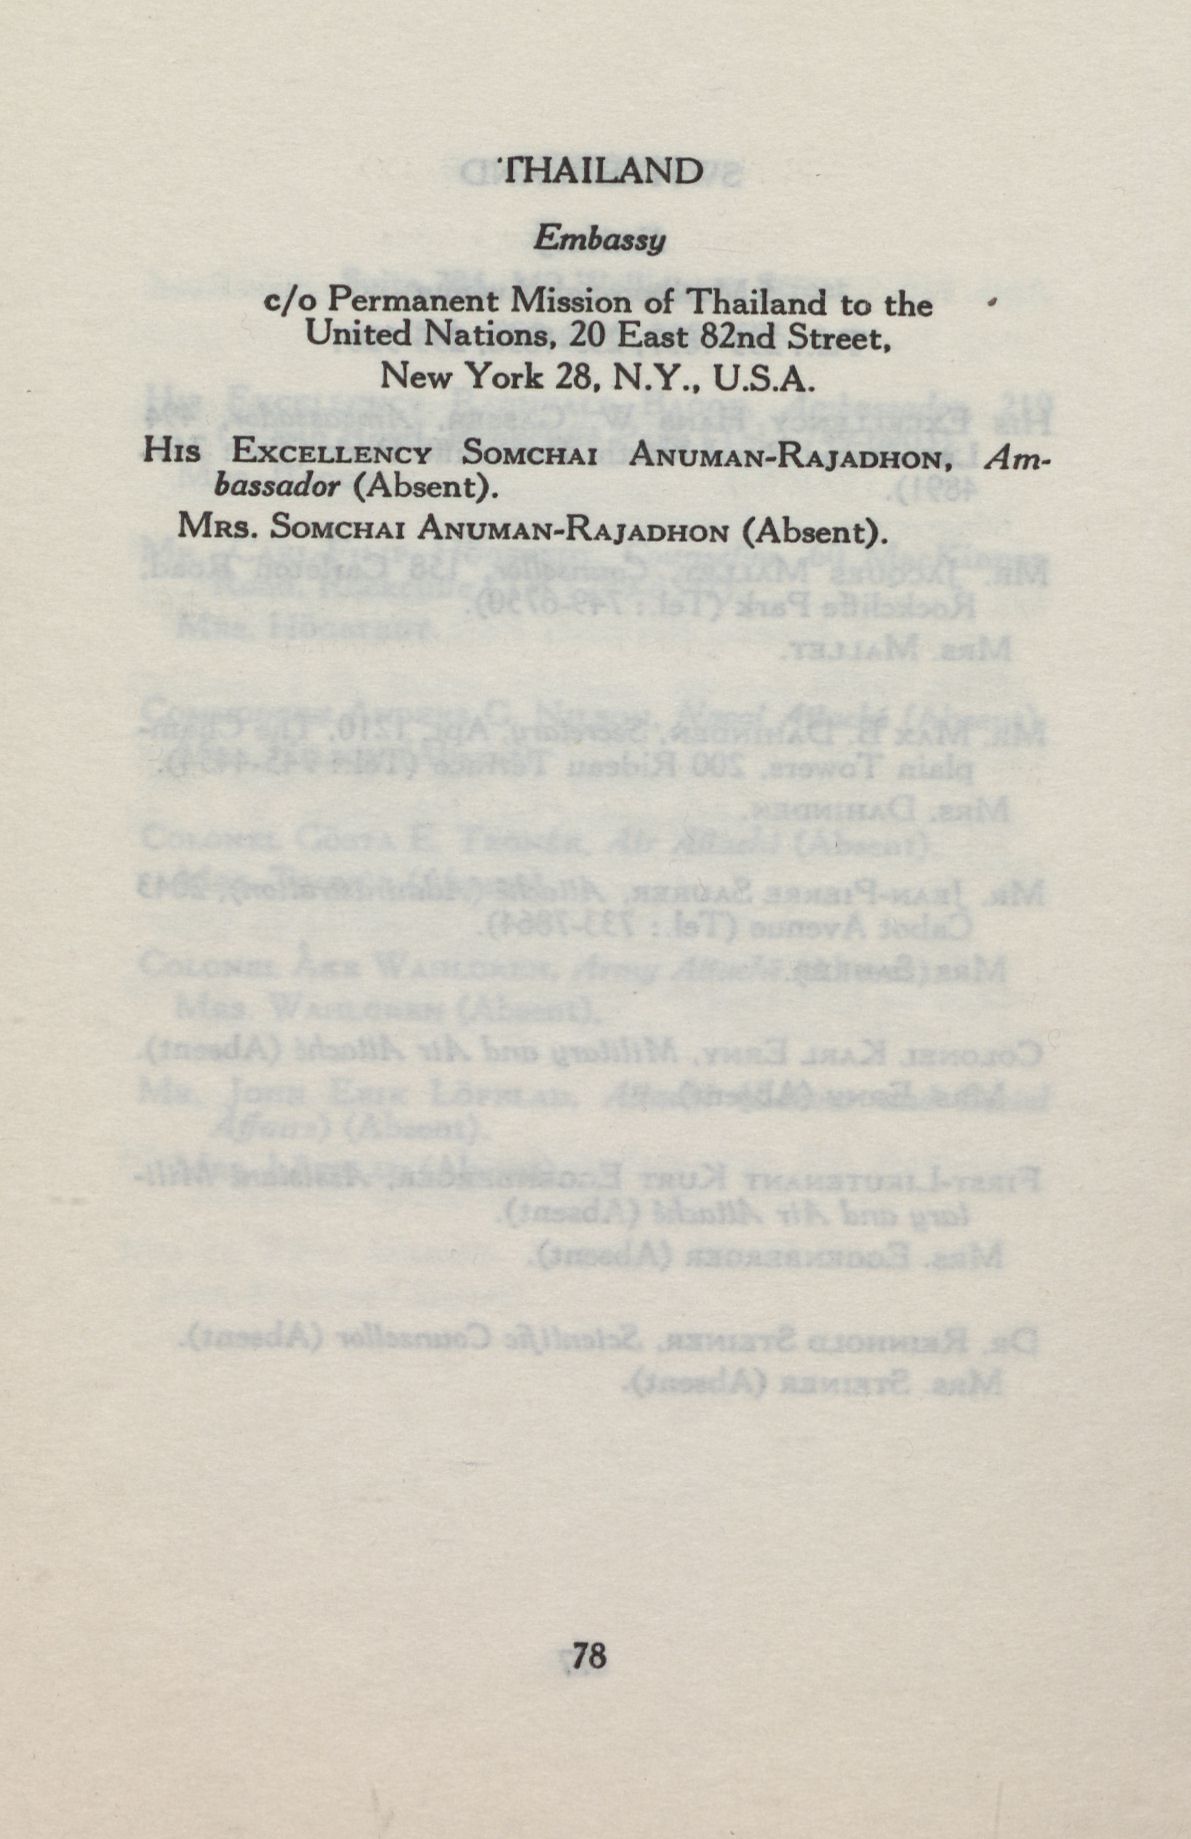 THAILAND
Embassy
c/o Permanent Mission of Thailand to the
United Nations, 20 East 82nd Street,
New York 28, N.Y., U.S.A.
HIS EXCELLENCY SOMCHAI ANUMAN-RAJADHON, Am-
bassador (Absent).
MRS. SOMCHAI ANUMAN-RAJADHON (Absent).
78